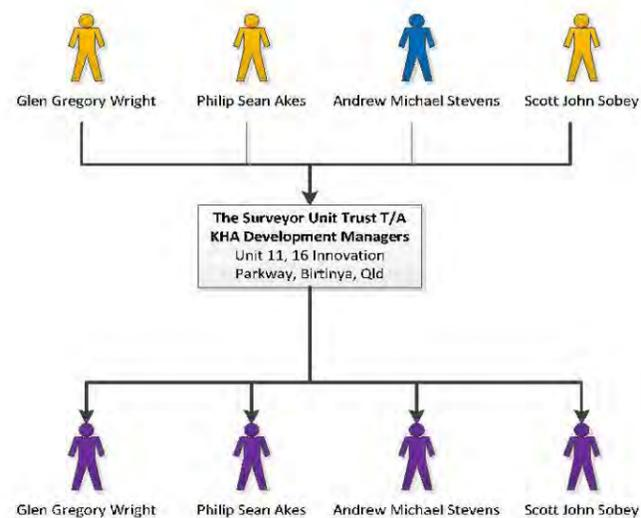 Glen Gregory Wright
Philip Sean Akes
Andrew Michael Stevens
Scott John Sobey
The Surveyor Unit Trust T/A
KHA Development Managers
Unit 11, 16 Innovation
Parkway, Birtinya, Qld
Glen Gregory Wright
Philip Sean Akes
Andrew Michael Stevens
Scott John Sobey